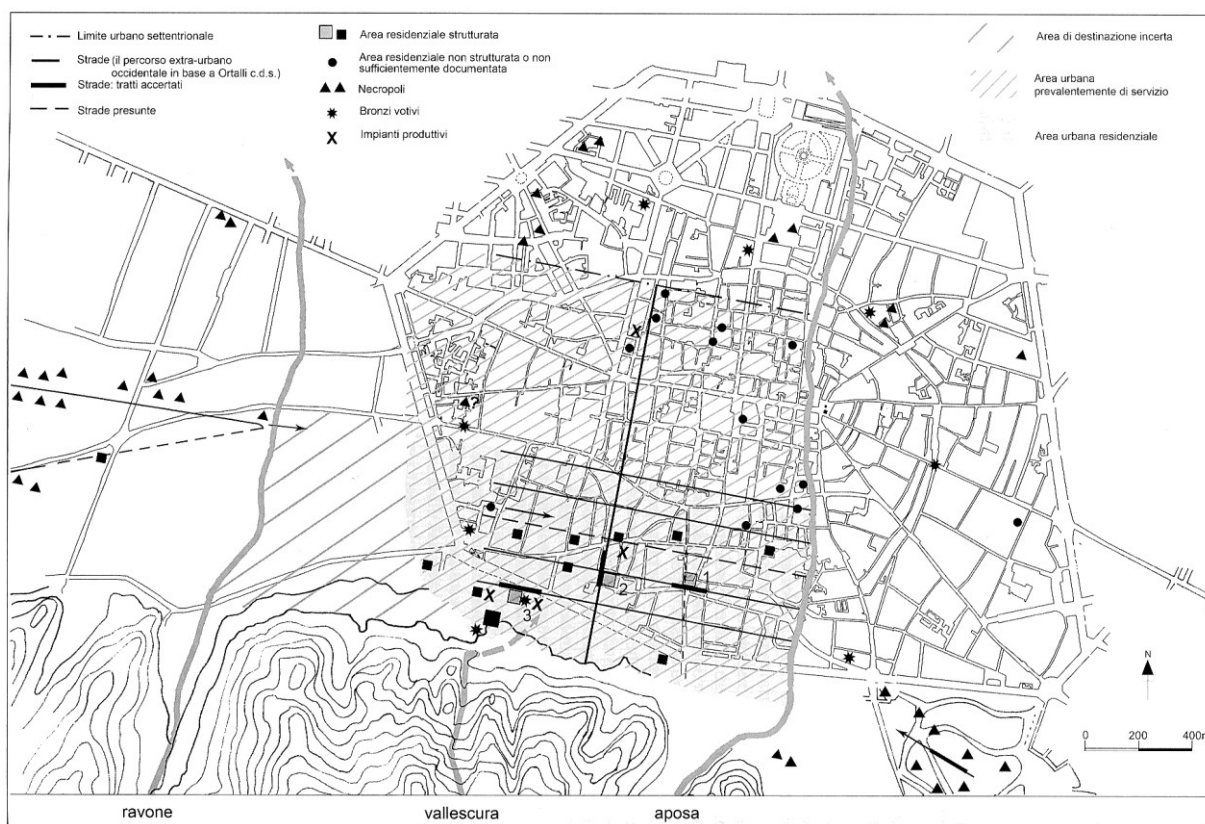 Limite urbano settentrionale
Strade (il percorso extra-urbano
occidentale in base a Ortalli c.d.s.)
Strade: tratti accertati
Strade presunte
Area residenziale strutturata
Area residenziale non strutturata o non
sufficientemente documentata
Necropoli
Bronzi votivi
X Impianti produttivi
Area di destinazione incerta
Area urbana
prevalentemente di servizio
Area urbana residenziale
X
?
X
1
2
X
X
3
N
0 200 400m
ravone
vallescura
aposa